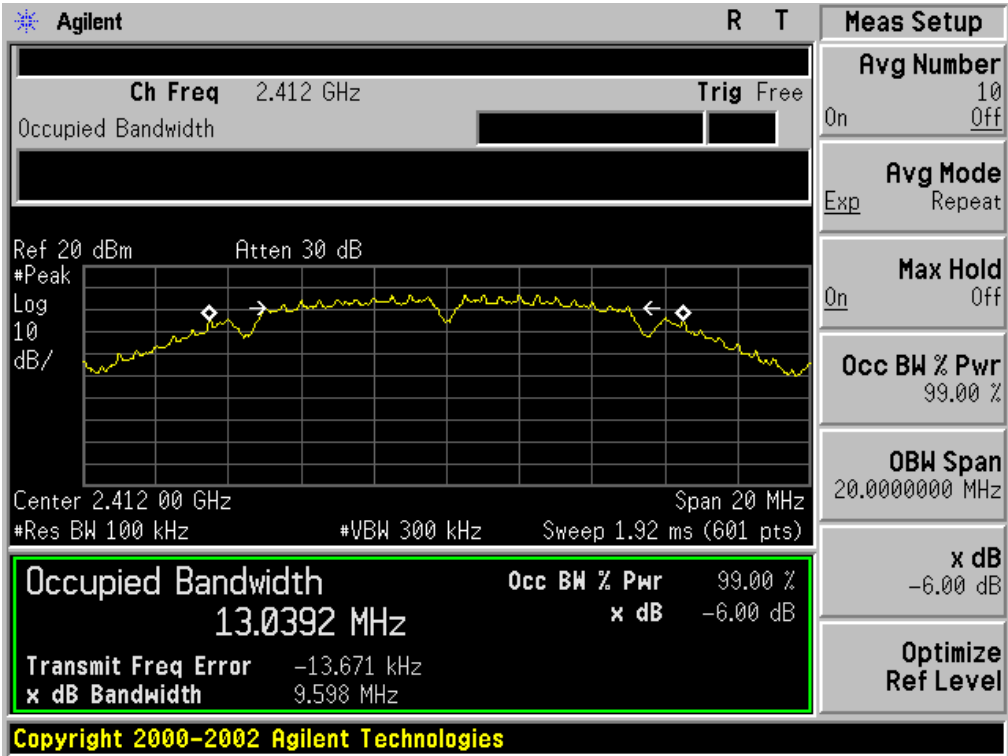 Agilent R T
Ch Freq 2.412 GHz Trig Free
Occupied Bandwidth
Ref 20 dBm Atten 30 dB
#Peak
Log
10
dB/
Center 2.412 00 GHz Span 20 MHz
#Res BW 100 kHz #VBW 300 kHz Sweep 1.92 ms (601 pts)
Occupied Bandwidth Occ BW % Pwr 99.00 %
13.0392 MHz x dB -6.00 dB
Transmit Freq Error -13.671 kHz
x dB Bandwidth 9.598 MHz
Copyright 2000-2002 Agilent Technologies
Meas Setup
Avg Number
10
On Off
Avg Mode
Exp Repeat
Max Hold
On Off
Occ BW % Pwr
99.00 %
OBW Span
20.0000000 MHz
x dB
-6.00 dB
Optimize
Ref Level